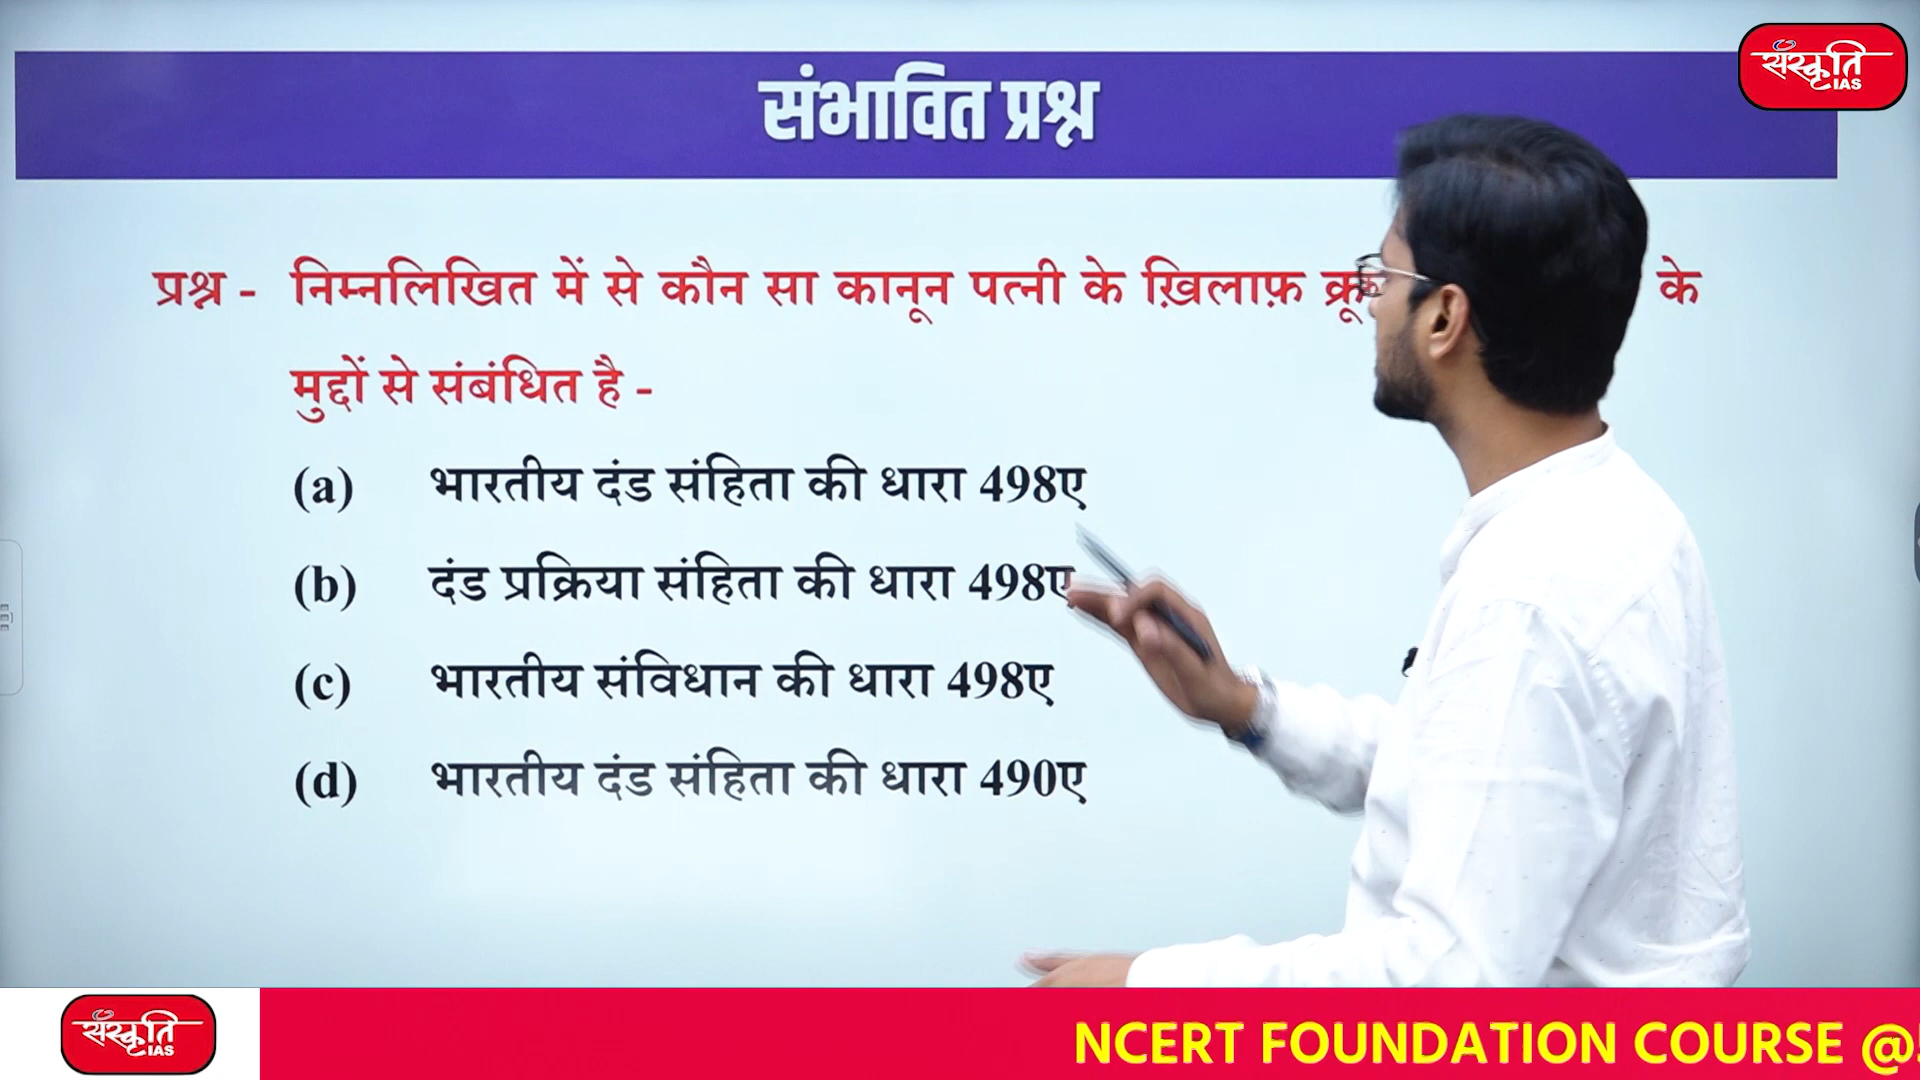 संस्कृति
IAS
संभावित प्रश्न
प्रश्न - निम्नलिखित में से कौन सा कानून पत्नी के ख़िलाफ़ के
मुद्दों से संबंधित है -
(a) भारतीय दंड संहिता की धारा 498ए
(b) दंड प्रक्रिया संहिता की धारा 498ए
(c) भारतीय संविधान की धारा 498ए
(d) भारतीय दंड संहिता की धारा 490ए
संस्कृति
IAS
NCERT FOUNDATION COURSE @